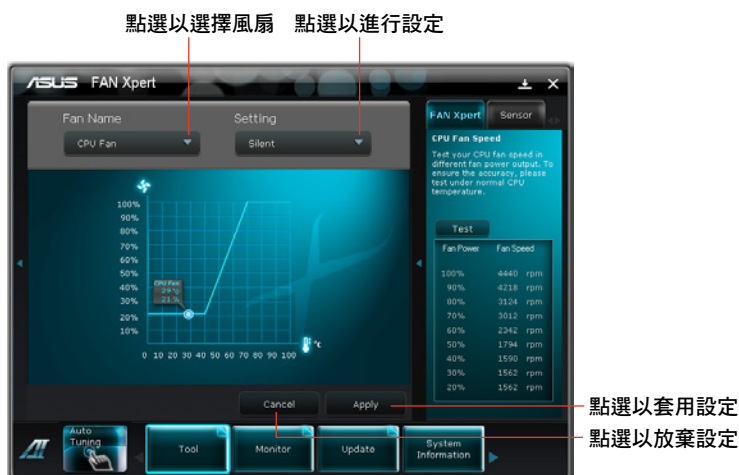 點選以選擇風扇 點選以進行設定
ASUS FAN Xpert
Fan Name Setting
CPU Fan Silent
100%
90%
80%
70%
60%
50%
40%
30%
20%
10%
CPU Fan
29°C
21%
0 10 20 30 40 50 60 70 80 90 100 °C
Cancel Apply
FAN Xpert Sensor
CPU Fan Speed
Test your CPU fan speed in
different fan power output. To
ensure the accuracy, please
test under normal CPU
temperature.
Test
Fan Power Fan Speed
100% 4440 rpm
90% 4218 rpm
80% 3124 rpm
70% 3012 rpm
60% 2342 rpm
50% 1794 rpm
40% 1590 rpm
30% 1562 rpm
20% 1562 rpm
點選以套用設定
點選以放棄設定
Auto
Tuning
Tool
Monitor
Update
System
Information